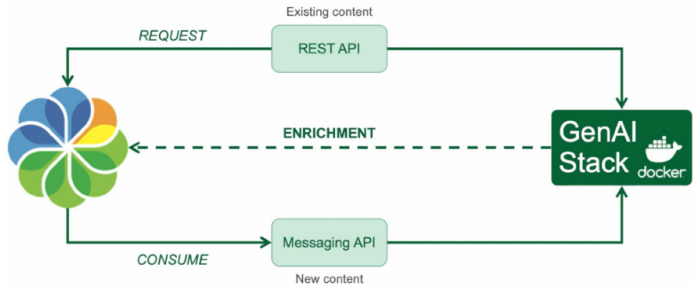 Existing content
REQUEST
REST API
ENRICHMENT
GenAI
Stack
docker
Messaging API
CONSUME
New content